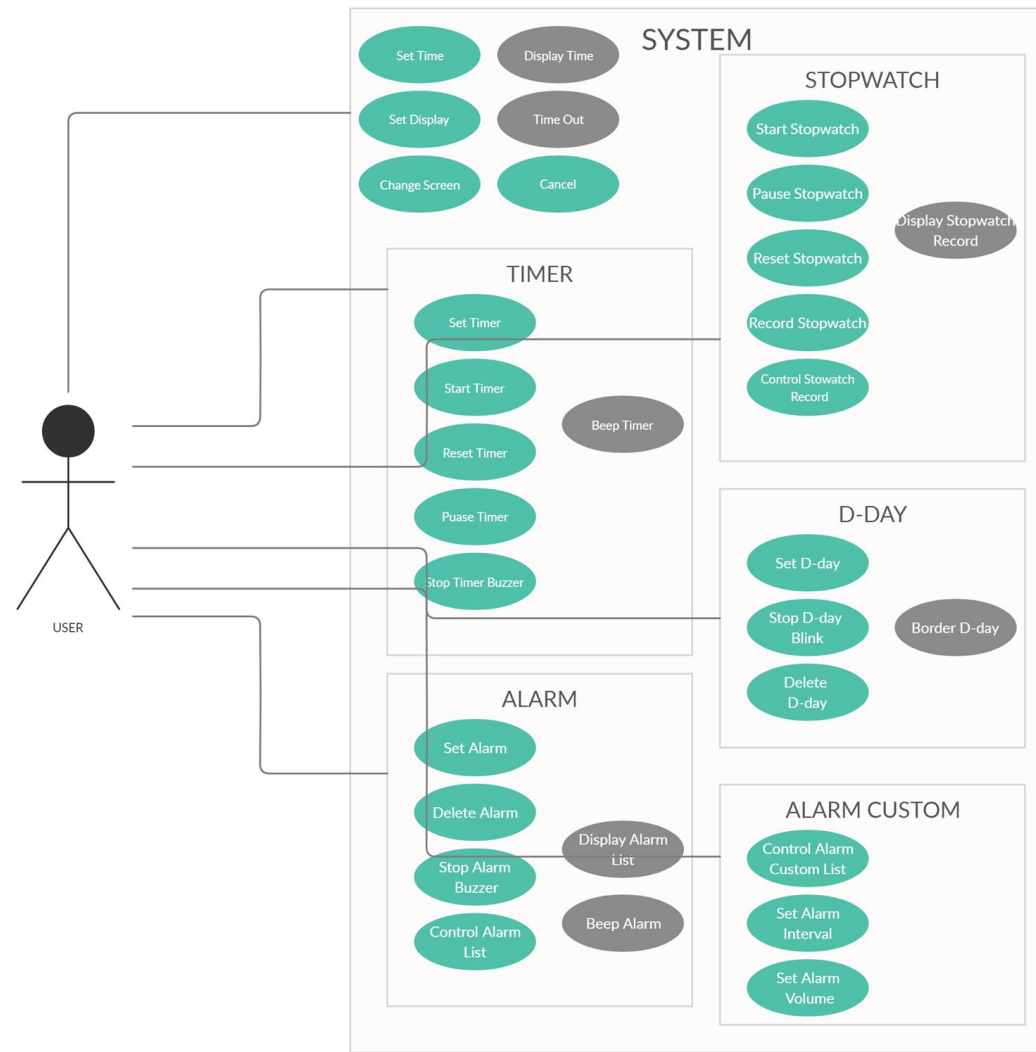 SYSTEM
Set Time
Display Time
Set Display
Time Out
Change Screen
Cancel
STOPWATCH
Start Stopwatch
Pause Stopwatch
Display Stopwatch
Record
Reset Stopwatch
Record Stopwatch
Control Stowatch
Record
TIMER
Set Timer
Start Timer
Beep Timer
Reset Timer
Puase Timer
Stop Timer Buzzer
USER
D-DAY
Set D-day
Stop D-day
Blink
Border D-day
Delete
D-day
ALARM
Set Alarm
Delete Alarm
Display Alarm
List
Stop Alarm
Buzzer
Beep Alarm
Control Alarm
List
ALARM CUSTOM
Control Alarm
Custom List
Set Alarm
Interval
Set Alarm
Volume